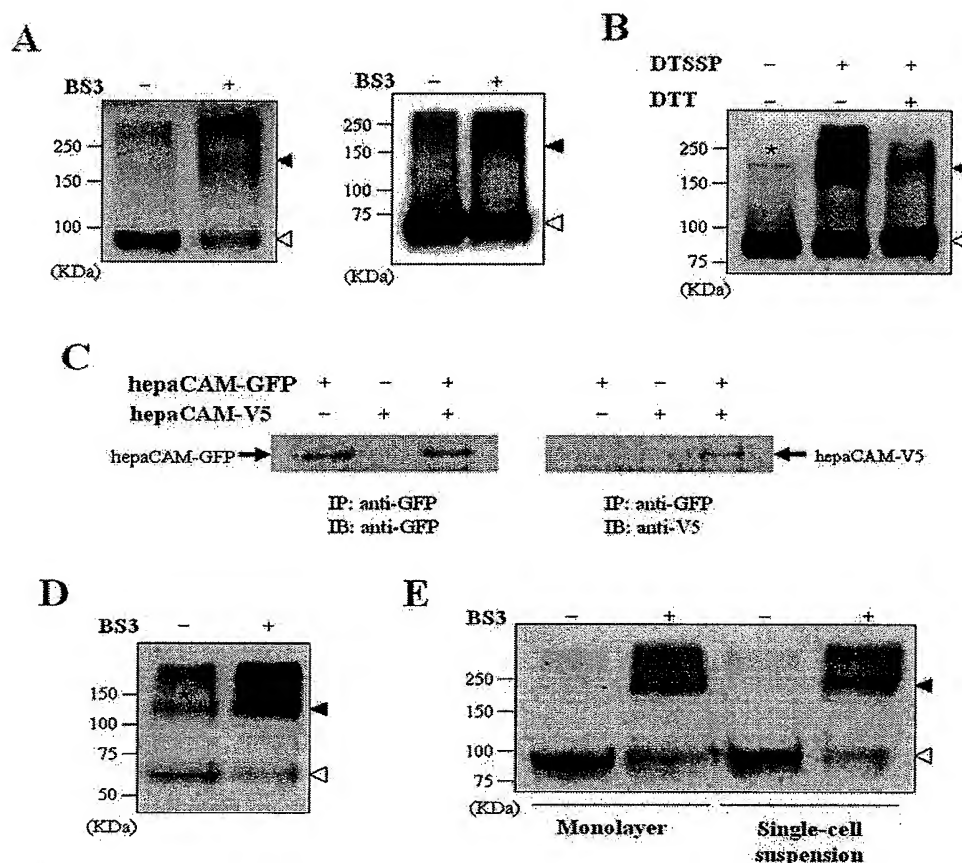 A
BS3 − +
250
150
100
(KDa)
BS3 − +
250
150
100
75
(KDa)
B
DTSSP − + +
DTT − − +
*
250
150
100
75
(KDa)
C
hepaCAM-GFP + − +
hepaCAM-V5 − + +
hepaCAM-GFP
IP: anti-GFP
IB: anti-GFP
+ − +
− + +
hepaCAM-V5
IP: anti-GFP
IB: anti-V5
D
BS3 − +
150
100
75
50
(KDa)
E
BS3 − + − +
250
150
100
75
(KDa)
Monolayer
Single-cell
suspension